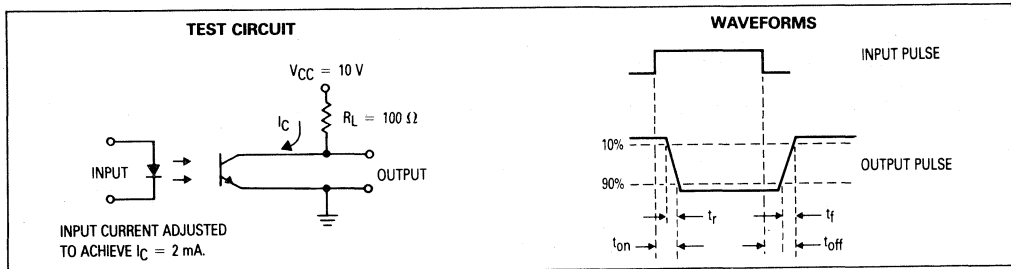 TEST CIRCUIT
VCC = 10 V
RL = 100 Ω
IC
INPUT
OUTPUT
INPUT CURRENT ADJUSTED
TO ACHIEVE IC = 2 mA.
WAVEFORMS
INPUT PULSE
10%
OUTPUT PULSE
90%
tr
tf
ton
toff